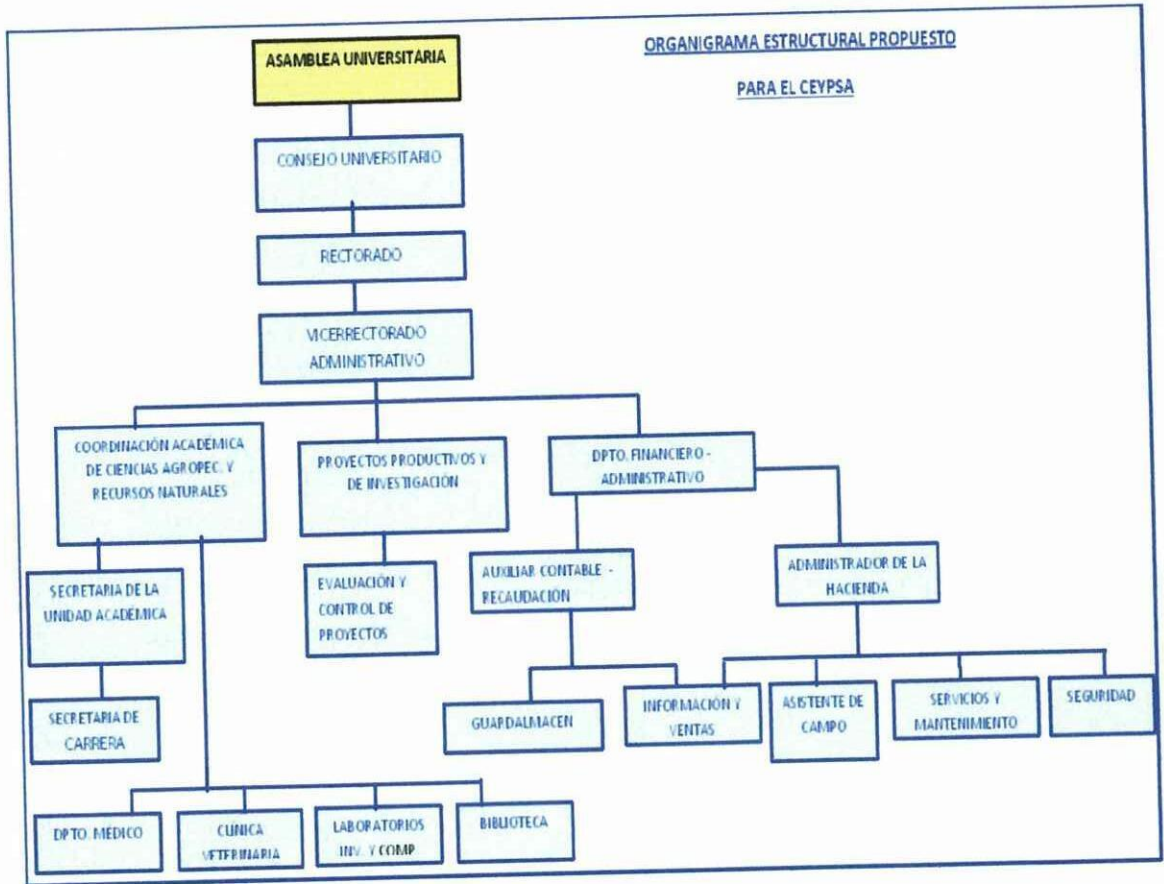 ORGANIGRAMA ESTRUCTURAL PROPUESTO
PARA EL CEYPSA
ASAMBLEA UNIVERSITARIA
CONSEJO UNIVERSITARIO
RECTORADO
VICERRECTORADO
ADMINISTRATIVO
COORDINACIÓN ACADÉMICA
DE CIENCIAS AGROPEC. Y
RECURSOS NATURALES
PROYECTOS PRODUCTIVOS Y
DE INVESTIGACIÓN
DPTO. FINANCIERO -
ADMINISTRATIVO
SECRETARIA DE LA
UNIDAD ACADÉMICA
EVALUACIÓN Y
CONTROL DE
PROYECTOS
AUXILIAR CONTABLE -
RECAUDACIÓN
ADMINISTRADOR DE LA
HACIENDA
SECRETARIA DE
CARRERA
GUARDALMACEN
INFORMACIÓN Y
VENTAS
ASISTENTE DE
CAMPO
SERVICIOS Y
MANTENIMIENTO
SEGURIDAD
DPTO. MÉDICO
CLÍNICA
VETERINARIA
LABORATORIOS
INV. Y COMP
BIBLIOTECA